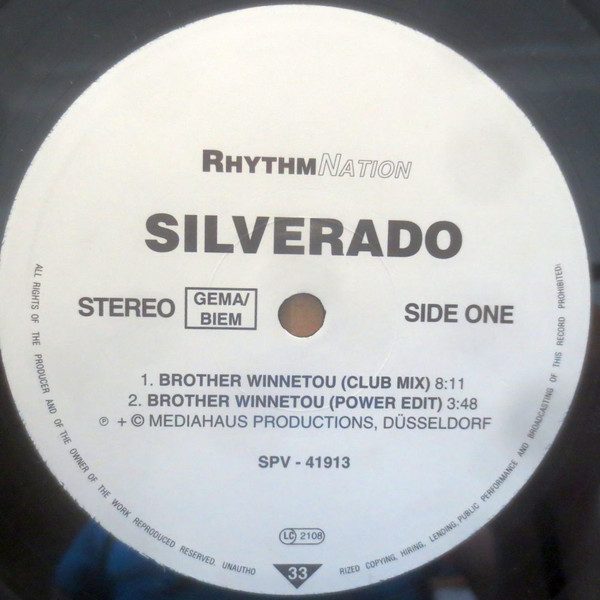 RHYTHMNATION
SILVERADO
STEREO GEMA/BIEM SIDE ONE
1. BROTHER WINNETOU (CLUB MIX) 8:11
2. BROTHER WINNETOU (POWER EDIT) 3:48
℗ + © MEDIAHAUS PRODUCTIONS, DÜSSELDORF
SPV - 41913
LC 2108
33
ALL RIGHTS OF THE PRODUCER AND OF THE OWNER OF THE WORK REPRODUCED RESERVED, UNAUTHO RIZED COPYING, HIRING, LENDING, PUBLIC PERFORMANCE AND BROADCASTING OF THIS RECORD PROHIBITED!